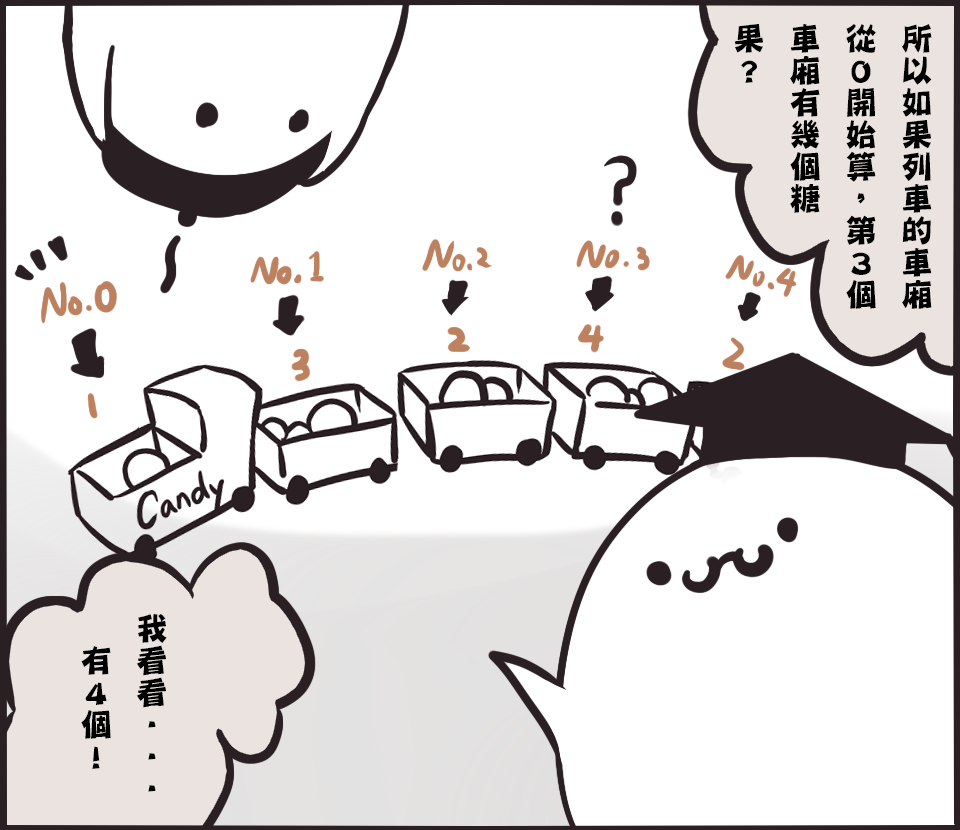 所以如果列車的車廂
從0開始算，第3個
車廂有幾個糖
果？
?
No.0
No.1
No.2
No.3
No.4
1
3
2
4
2
Candy
我看看...
有4個！